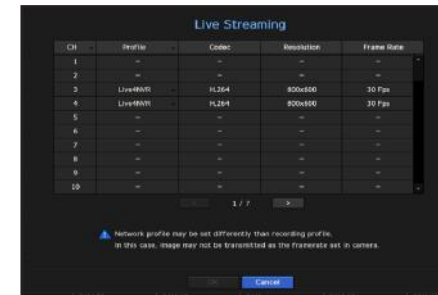 Live Streaming
CH Profile Codec Resolution Frame Rate
1 - - - -
2 - - - -
3 Live4NVR H.264 800x600 30 Fps
4 Live4NVR H.264 800x600 30 Fps
5 - - - -
6 - - - -
7 - - - -
8 - - - -
9 - - - -
10 - - - -
< 1 / 7 >
Network profile may be set differently than recording profile.
In this case, image may not be transmitted as the framerate set in camera.
OK Cancel